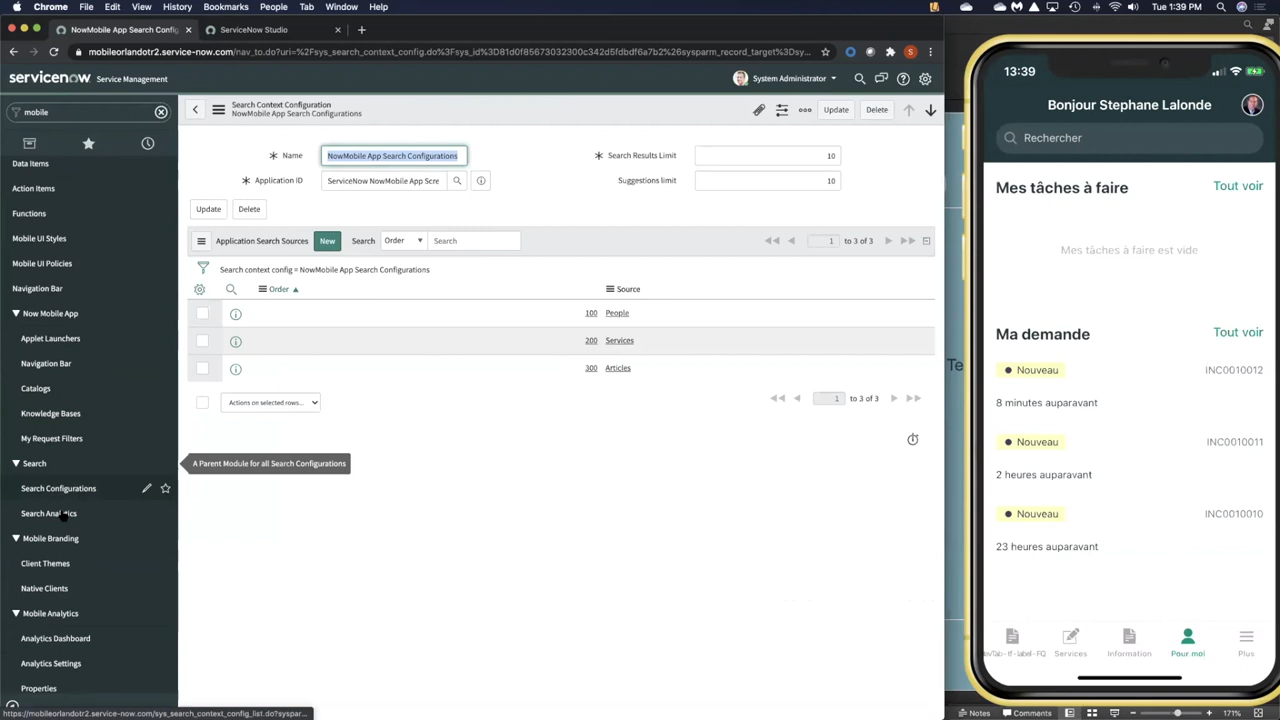 Chrome File Edit View History Bookmarks People Tab Window Help
1:39 PM
NowMobile App Search Config
ServiceNow Studio
mobileorlandotr2.service-now.com/nav_to.do?uri=%2Fsys_search_context_config.do%3Fsys_id%3D810f85673032300c342d5fdbdf6a7b2%26sysparm_record_target%3Dsy...
S
servicenow Service Management
System Administrator
mobile
Data Items
Action Items
Functions
Mobile UI Styles
Mobile UI Policies
Navigation Bar
Now Mobile App
Applet Launchers
Navigation Bar
Catalogs
Knowledge Bases
My Request Filters
Search
Search Configurations
Search Analytics
Mobile Branding
Client Themes
Native Clients
Mobile Analytics
Analytics Dashboard
Analytics Settings
Properties
https://mobileorlandotr2.service-now.com/sys_search_context_config_list.do?syspar...
A Parent Module for all Search Configurations
Search Context Configuration
NowMobile App Search Configurations
Update Delete
Name NowMobile App Search Configurations
Search Results Limit 10
Application ID ServiceNow NowMobile App Scre
Suggestions limit 10
Update Delete
Application Search Sources New Search Order Search 1 to 3 of 3
Search context config = NowMobile App Search Configurations
Order Source
100 People
200 Services
300 Articles
Actions on selected rows... 1 to 3 of 3
Te
13:39
Bonjour Stephane Lalonde
Rechercher
Mes tâches à faire Tout voir
Mes tâches à faire est vide
Ma demande Tout voir
Nouveau INC0010012
8 minutes auparavant
Nouveau INC0010011
2 heures auparavant
Nouveau INC0010010
23 heures auparavant
Services Information Pour moi Plus
Notes Comments 171%